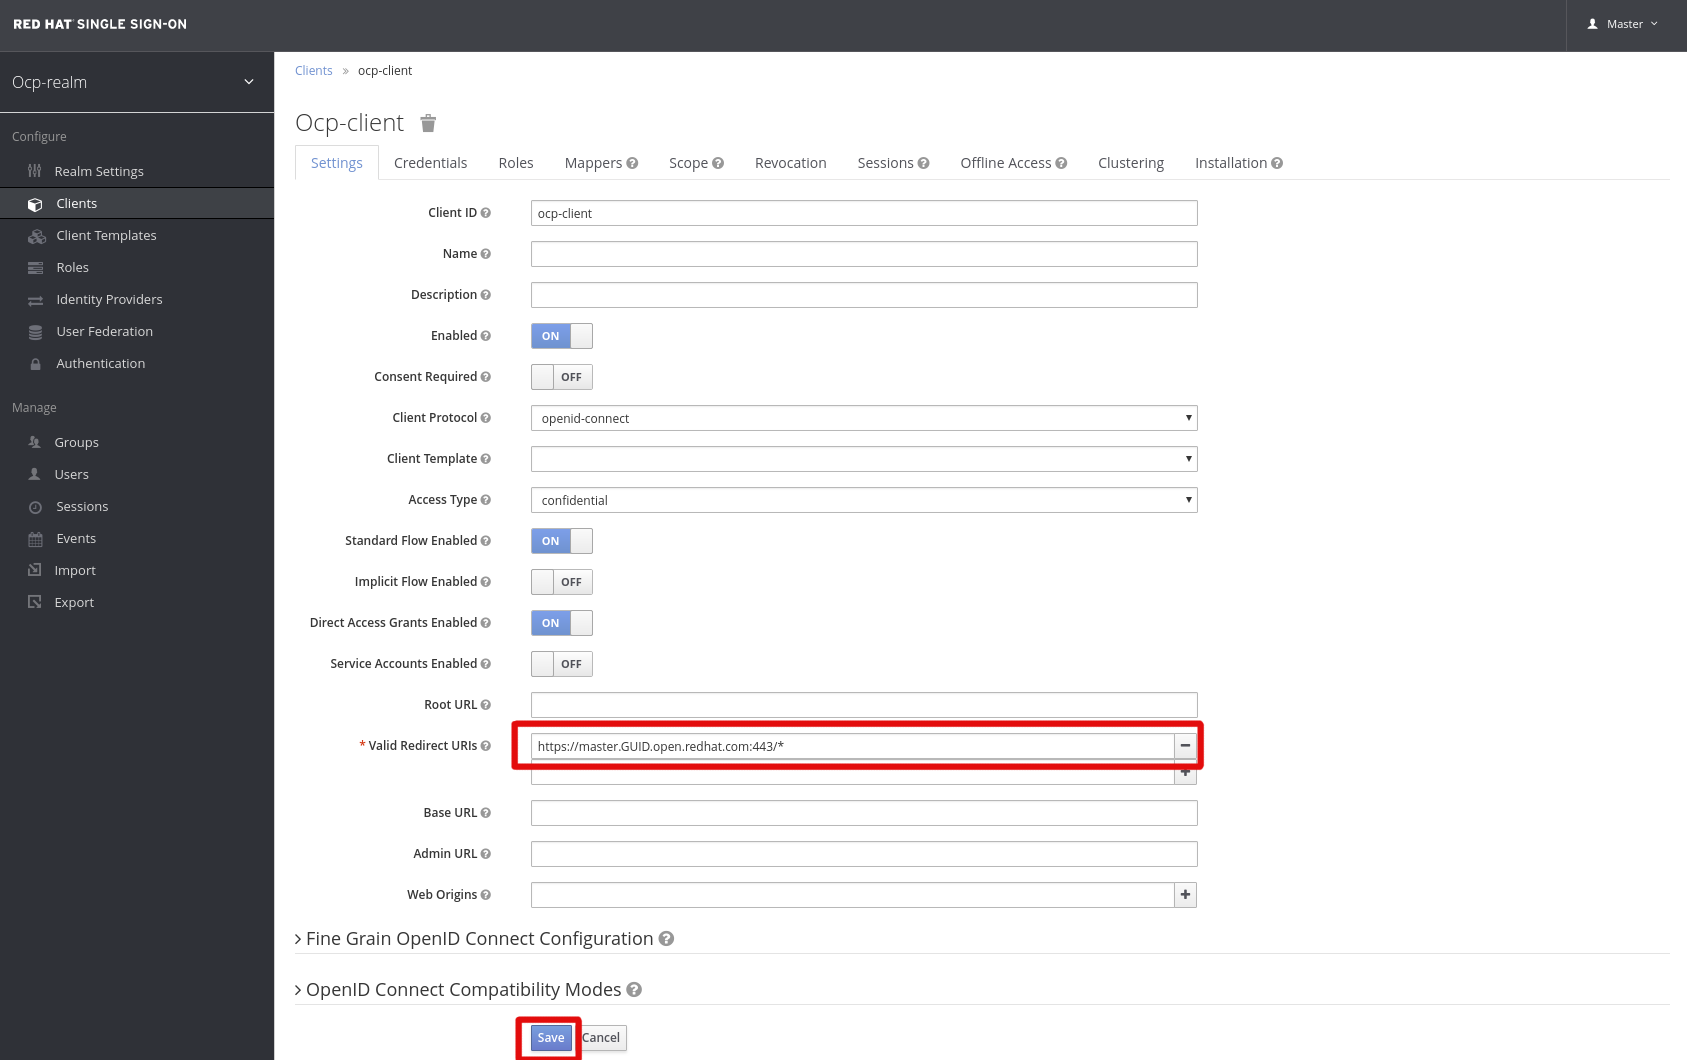 RED HAT SINGLE SIGN-ON
Master
Ocp-realm
Configure
Realm Settings
Clients
Client Templates
Roles
Identity Providers
User Federation
Authentication
Manage
Groups
Users
Sessions
Events
Import
Export
Clients » ocp-client
Ocp-client
Settings Credentials Roles Mappers Scope Revocation Sessions Offline Access Clustering Installation
Client ID ocp-client
Name
Description
Enabled ON
Consent Required OFF
Client Protocol openid-connect
Client Template
Access Type confidential
Standard Flow Enabled ON
Implicit Flow Enabled OFF
Direct Access Grants Enabled ON
Service Accounts Enabled OFF
Root URL
* Valid Redirect URIs https://master.GUID.open.redhat.com:443/*
Base URL
Admin URL
Web Origins
Fine Grain OpenID Connect Configuration
OpenID Connect Compatibility Modes
Save Cancel